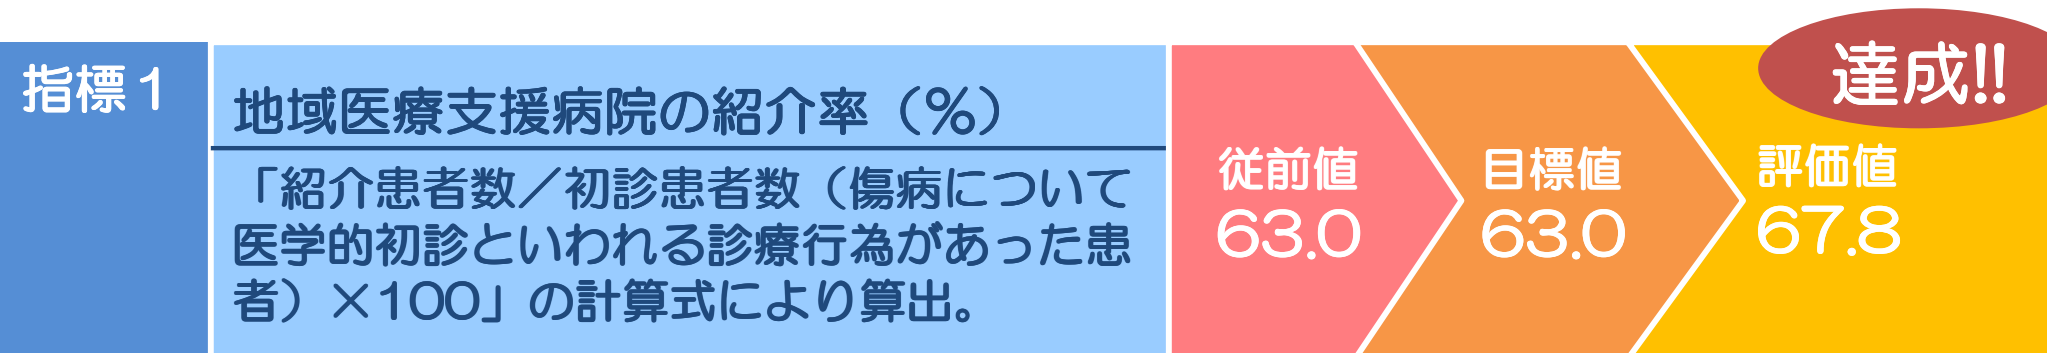 指標１
地域医療支援病院の紹介率（％）
「紹介患者数／初診患者数（傷病について
医学的初診といわれる診療行為があった患
者）×100」の計算式により算出。
従前値
63.0
目標値
63.0
達成!!
評価値
67.8